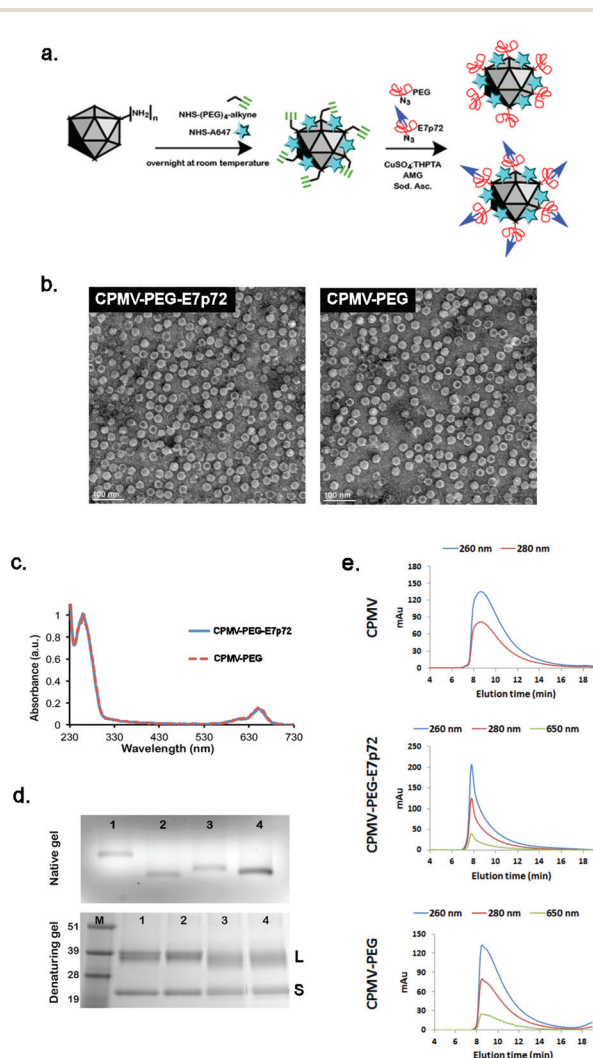 a.
[NH2]n
NHS-(PEG)4-alkyne
NHS-A647
overnight at room temperature
PEG
N3
E7p72
N3
CuSO4:THPTA
AMG
Sod. Asc.
b.
CPMV-PEG-E7p72
CPMV-PEG
100 nm
100 nm
c.
Absorbance (a.u.)
1
0.8
0.6
0.4
0.2
0
230 330 430 530 630 730
Wavelength (nm)
CPMV-PEG-E7p72
CPMV-PEG
d.
Native gel
1 2 3 4
Denaturing gel
M 1 2 3 4
51
39
28
19
L
S
e.
CPMV
260 nm 280 nm
mAu
180
150
120
90
60
30
0
4 6 8 10 12 14 16 18
Elution time (min)
CPMV-PEG-E7p72
260 nm 280 nm 650 nm
mAu
250
200
150
100
50
0
4 6 8 10 12 14 16 18
Elution time (min)
CPMV-PEG
260 nm 280 nm 650 nm
mAu
150
120
90
60
30
0
4 6 8 10 12 14 16 18
Elution time (min)